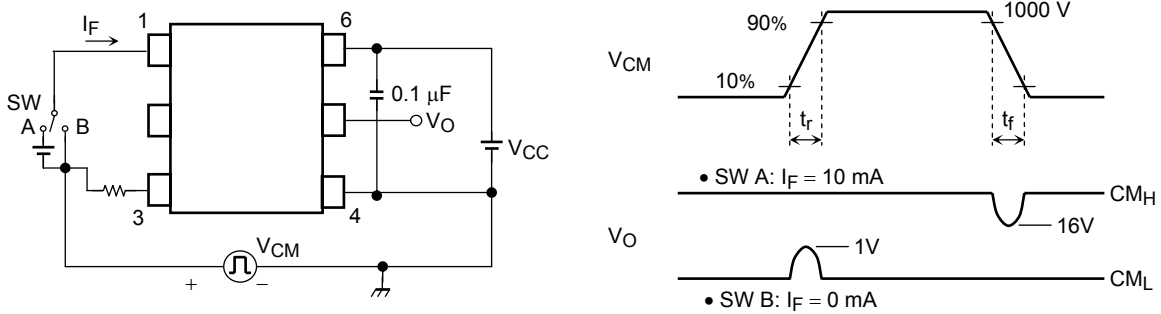 I_F
1
6
SW
A
B
0.1 μF
V_O
V_CC
3
4
V_CM
+
−
V_CM
90%
10%
1000 V
t_r
t_f
• SW A: I_F = 10 mA
CM_H
16V
V_O
1V
CM_L
• SW B: I_F = 0 mA